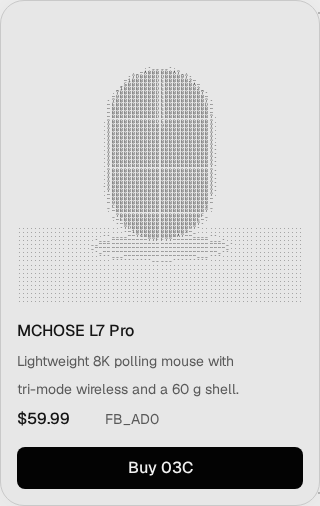 MCHOSE L7 Pro
Lightweight 8K polling mouse with
tri-mode wireless and a 60 g shell.
$59.99 FB_AD0
Buy 03C